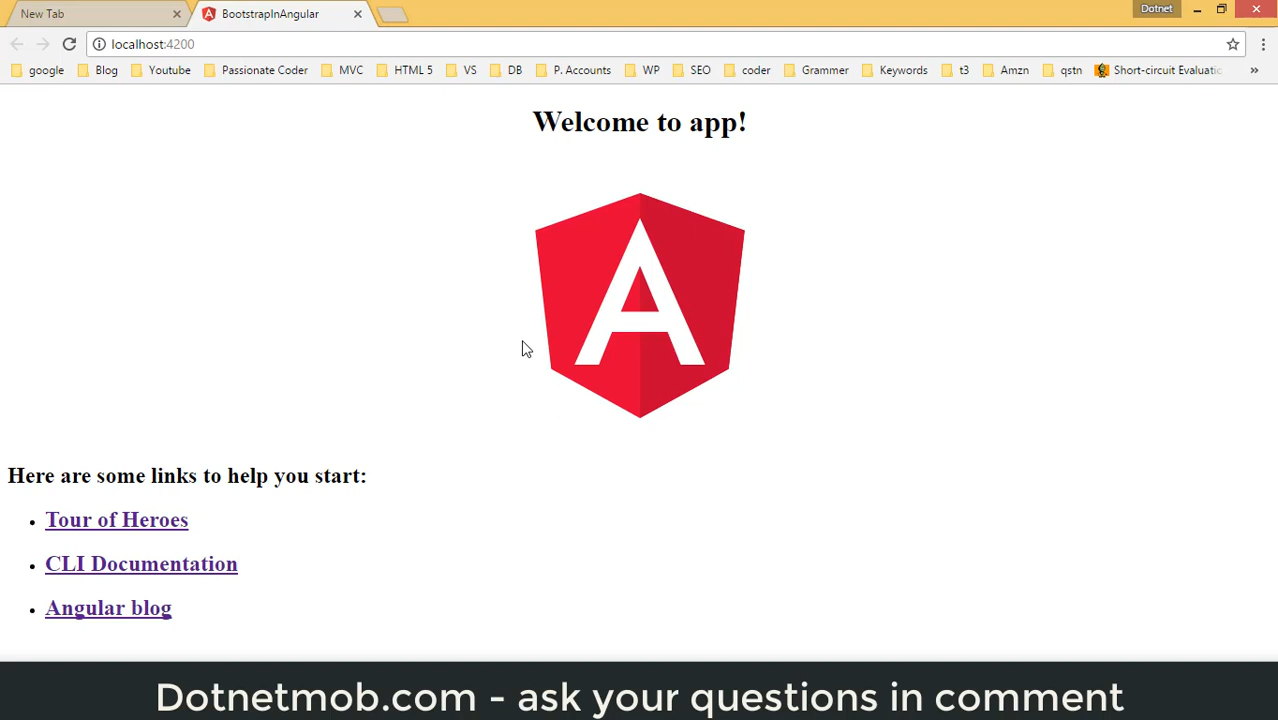 New Tab
BootstrapInAngular
Dotnet
localhost:4200
google Blog Youtube Passionate Coder MVC HTML 5 VS DB P. Accounts WP SEO coder Grammer Keywords t3 Amzn qstn Short-circuit Evaluatic
Welcome to app!
Here are some links to help you start:
Tour of Heroes
CLI Documentation
Angular blog
Dotnetmob.com - ask your questions in comment